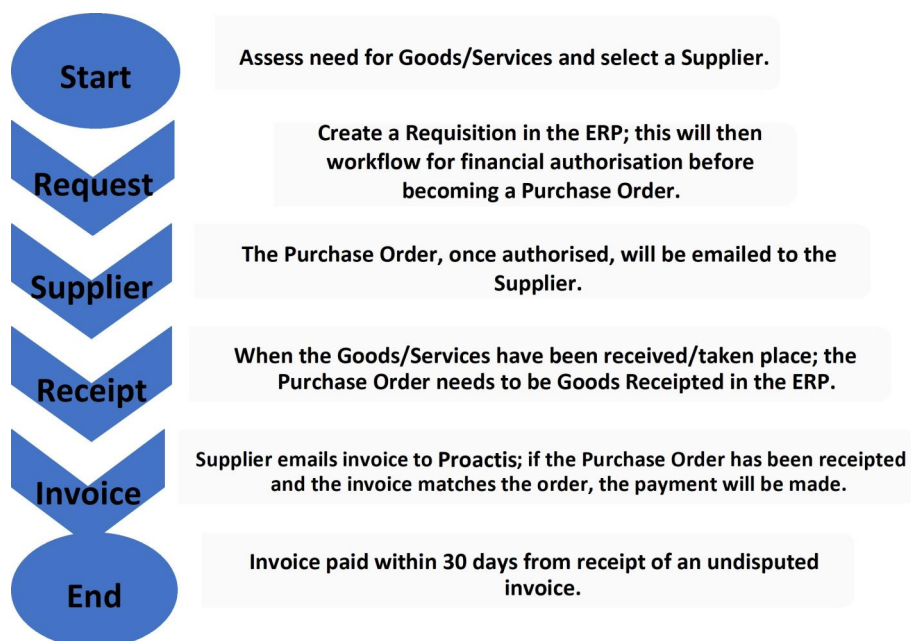 Start
Assess need for Goods/Services and select a Supplier.
Request
Create a Requisition in the ERP; this will then
workflow for financial authorisation before
becoming a Purchase Order.
Supplier
The Purchase Order, once authorised, will be emailed to the
Supplier.
Receipt
When the Goods/Services have been received/taken place; the
Purchase Order needs to be Goods Receipted in the ERP.
Invoice
Supplier emails invoice to Proactis; if the Purchase Order has been receipted
and the invoice matches the order, the payment will be made.
End
Invoice paid within 30 days from receipt of an undisputed
invoice.